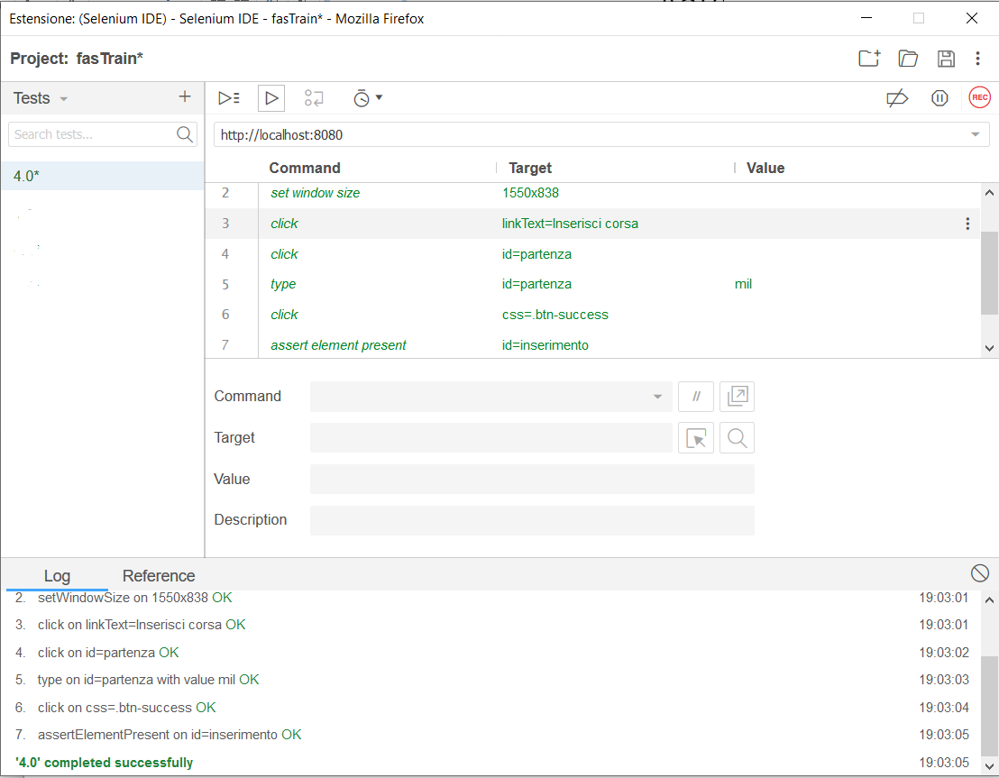 Estensione: (Selenium IDE) - Selenium IDE - fasTrain* - Mozilla Firefox
Project: fasTrain*
Tests
Search tests...
4.0*
REC
http://localhost:8080
Command Target Value
2 set window size 1550x838
3 click linkText=Inserisci corsa
4 click id=partenza
5 type id=partenza mil
6 click css=.btn-success
7 assert element present id=inserimento
Command //
Target
Value
Description
Log Reference
2. setWindowSize on 1550x838 OK 19:03:01
3. click on linkText=Inserisci corsa OK 19:03:01
4. click on id=partenza OK 19:03:02
5. type on id=partenza with value mil OK 19:03:03
6. click on css=.btn-success OK 19:03:04
7. assertElementPresent on id=inserimento OK 19:03:05
'4.0' completed successfully 19:03:05